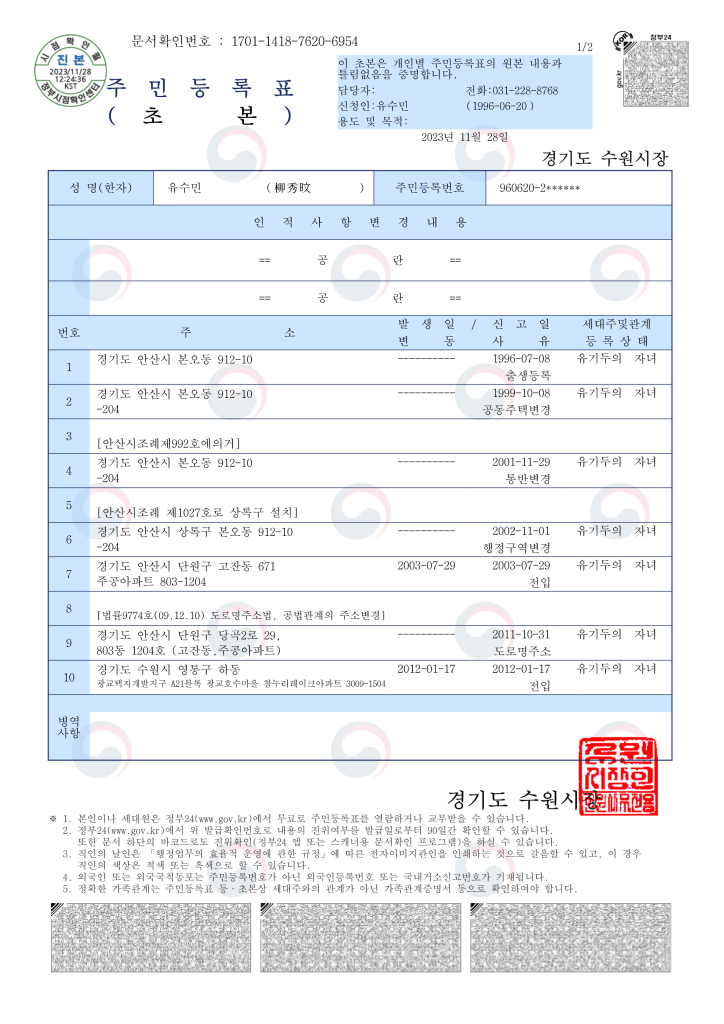 문서확인번호 : 1701-1418-7620-6954
1/2
시점확인필
진본
2023/11/28
12:24:36
KST
정부시점확인센터
정부24
KOR
gov.kr
주 민 등 록 표
( 초 본 )
이 초본은 개인별 주민등록표의 원본 내용과
틀림없음을 증명합니다.
담당자: 전화:031-228-8768
신청인:유수민 (1996-06-20 )
용도 및 목적:
2023년 11월 28일
경기도 수원시장
성 명(한자) 유수민 (柳秀旼 ) 주민등록번호 960620-2******
인 적 사 항 변 경 내 용
== 공 란 ==
== 공 란 ==
번호 주 소 발 생 일 / 신 고 일 세대주및관계
변 동 사 유 등 록 상 태
1 경기도 안산시 본오동 912-10 ---------- 1996-07-08 유기두의 자녀
출생등록
2 경기도 안산시 본오동 912-10 ---------- 1999-10-08 유기두의 자녀
-204 공동주택변경
3
[안산시조례제992호에의거]
4 경기도 안산시 본오동 912-10 ---------- 2001-11-29 유기두의 자녀
-204 통반변경
5
[안산시조례 제1027호로 상록구 설치]
6 경기도 안산시 상록구 본오동 912-10 ---------- 2002-11-01 유기두의 자녀
-204 행정구역변경
7 경기도 안산시 단원구 고잔동 671 2003-07-29 2003-07-29 유기두의 자녀
주공아파트 803-1204 전입
8
[법률9774호(09.12.10) 도로명주소법, 공법관계의 주소변경]
9 경기도 안산시 단원구 당곡2로 29, ---------- 2011-10-31 유기두의 자녀
803동 1204호 (고잔동,주공아파트) 도로명주소
10 경기도 수원시 영통구 하동 2012-01-17 2012-01-17 유기두의 자녀
광교택지개발지구 A21블록 광교호수마을 참누리레이크아파트 3009-1504 전입
병역
사항
경기도 수원시장
※ 1. 본인이나 세대원은 정부24(www.gov.kr)에서 무료로 주민등록표를 열람하거나 교부받을 수 있습니다.
2. 정부24(www.gov.kr)에서 위 발급확인번호로 내용의 진위여부를 발급일로부터 90일간 확인할 수 있습니다.
또한 문서 하단의 바코드로도 진위확인(정부24 앱 또는 스캐너용 문서확인 프로그램)을 하실 수 있습니다.
3. 직인의 날인은 「행정업무의 효율적 운영에 관한 규정」에 따른 전자이미지관인을 인쇄하는 것으로 갈음할 수 있고, 이 경우
직인의 색상은 적색 또는 흑색으로 할 수 있습니다.
4. 외국인 또는 외국국적동포는 주민등록번호가 아닌 외국인등록번호 또는 국내거소신고번호가 기재됩니다.
5. 정확한 가족관계는 주민등록표 등·초본상 세대주와의 관계가 아닌 가족관계증명서 등으로 확인하여야 합니다.